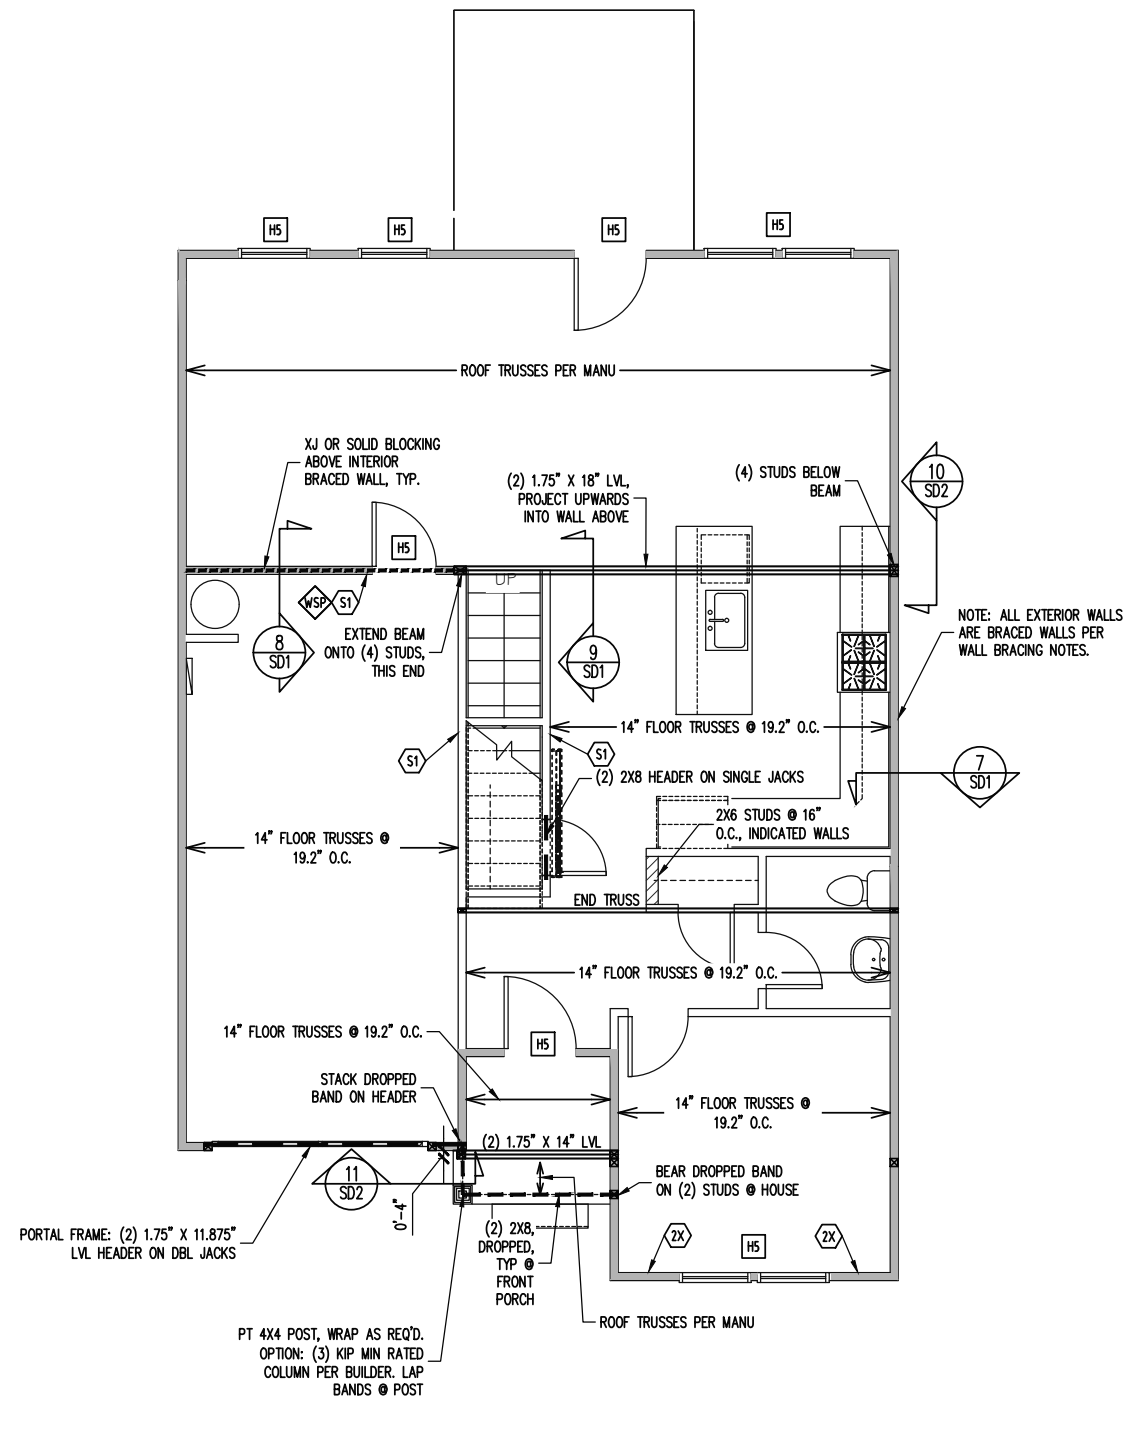 H5
H5
H5
H5
ROOF TRUSSES PER MANU
XJ OR SOLID BLOCKING
ABOVE INTERIOR
BRACED WALL, TYP.
(2) 1.75" X 18" LVL,
PROJECT UPWARDS
INTO WALL ABOVE
(4) STUDS BELOW
BEAM
10
SD2
H5
UP
WSP
S1
EXTEND BEAM
ONTO (4) STUDS,
THIS END
8
SD1
9
SD1
NOTE: ALL EXTERIOR WALLS
ARE BRACED WALLS PER
WALL BRACING NOTES.
14" FLOOR TRUSSES @ 19.2" O.C.
S1
S1
7
SD1
(2) 2X8 HEADER ON SINGLE JACKS
2X6 STUDS @ 16"
O.C., INDICATED WALLS
14" FLOOR TRUSSES @
19.2" O.C.
END TRUSS
14" FLOOR TRUSSES @ 19.2" O.C.
14" FLOOR TRUSSES @ 19.2" O.C.
H5
STACK DROPPED
BAND ON HEADER
14" FLOOR TRUSSES @
19.2" O.C.
(2) 1.75" X 14" LVL
11
SD2
0'-4"
BEAR DROPPED BAND
ON (2) STUDS @ HOUSE
PORTAL FRAME: (2) 1.75" X 11.875"
LVL HEADER ON DBL JACKS
(2) 2X8,
DROPPED,
TYP @
FRONT
PORCH
2X
H5
2X
ROOF TRUSSES PER MANU
PT 4X4 POST, WRAP AS REQ'D.
OPTION: (3) KIP MIN RATED
COLUMN PER BUILDER. LAP
BANDS @ POST